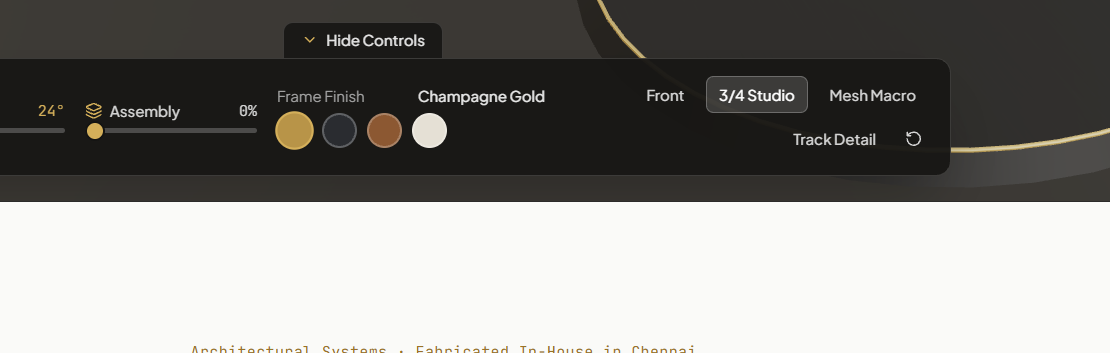 Hide Controls
24° Assembly 0%
Frame Finish Champagne Gold
Front 3/4 Studio Mesh Macro
Track Detail
Architectural Systems · Fabricated In-House in Chennai